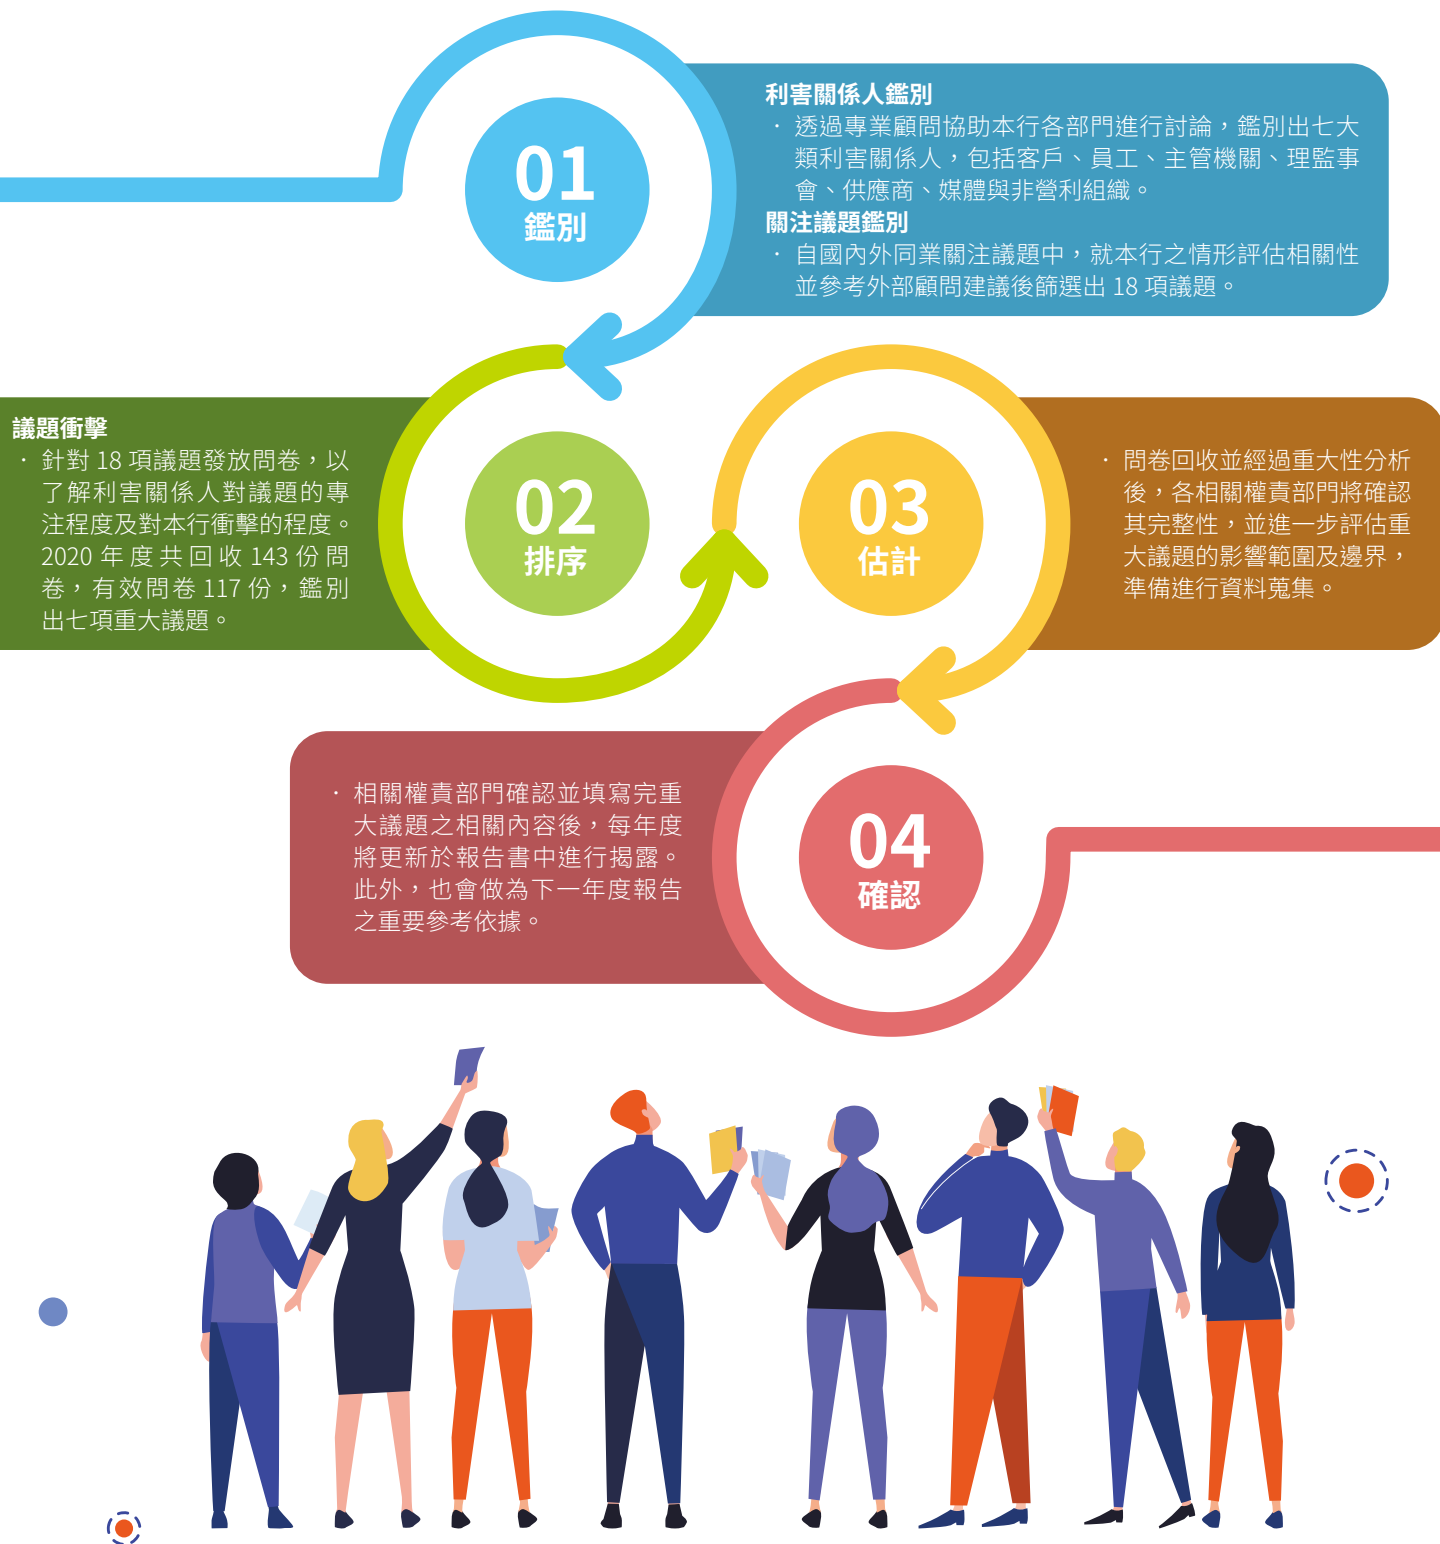 01
鑑別
利害關係人鑑別
· 透過專業顧問協助本行各部門進行討論，鑑別出七大
類利害關係人，包括客戶、員工、主管機關、理監事
會、供應商、媒體與非營利組織。
關注議題鑑別
· 自國內外同業關注議題中，就本行之情形評估相關性
並參考外部顧問建議後篩選出 18 項議題。
議題衝擊
· 針對 18 項議題發放問卷，以
了解利害關係人對議題的專
注程度及對本行衝擊的程度。
2020 年度共回收 143 份問
卷，有效問卷 117 份，鑑別
出七項重大議題。
02
排序
03
估計
· 問卷回收並經過重大性分析
後，各相關權責部門將確認
其完整性，並進一步評估重
大議題的影響範圍及邊界，
準備進行資料蒐集。
· 相關權責部門確認並填寫完重
大議題之相關內容後，每年度
將更新於報告書中進行揭露。
此外，也會做為下一年度報告
之重要參考依據。
04
確認